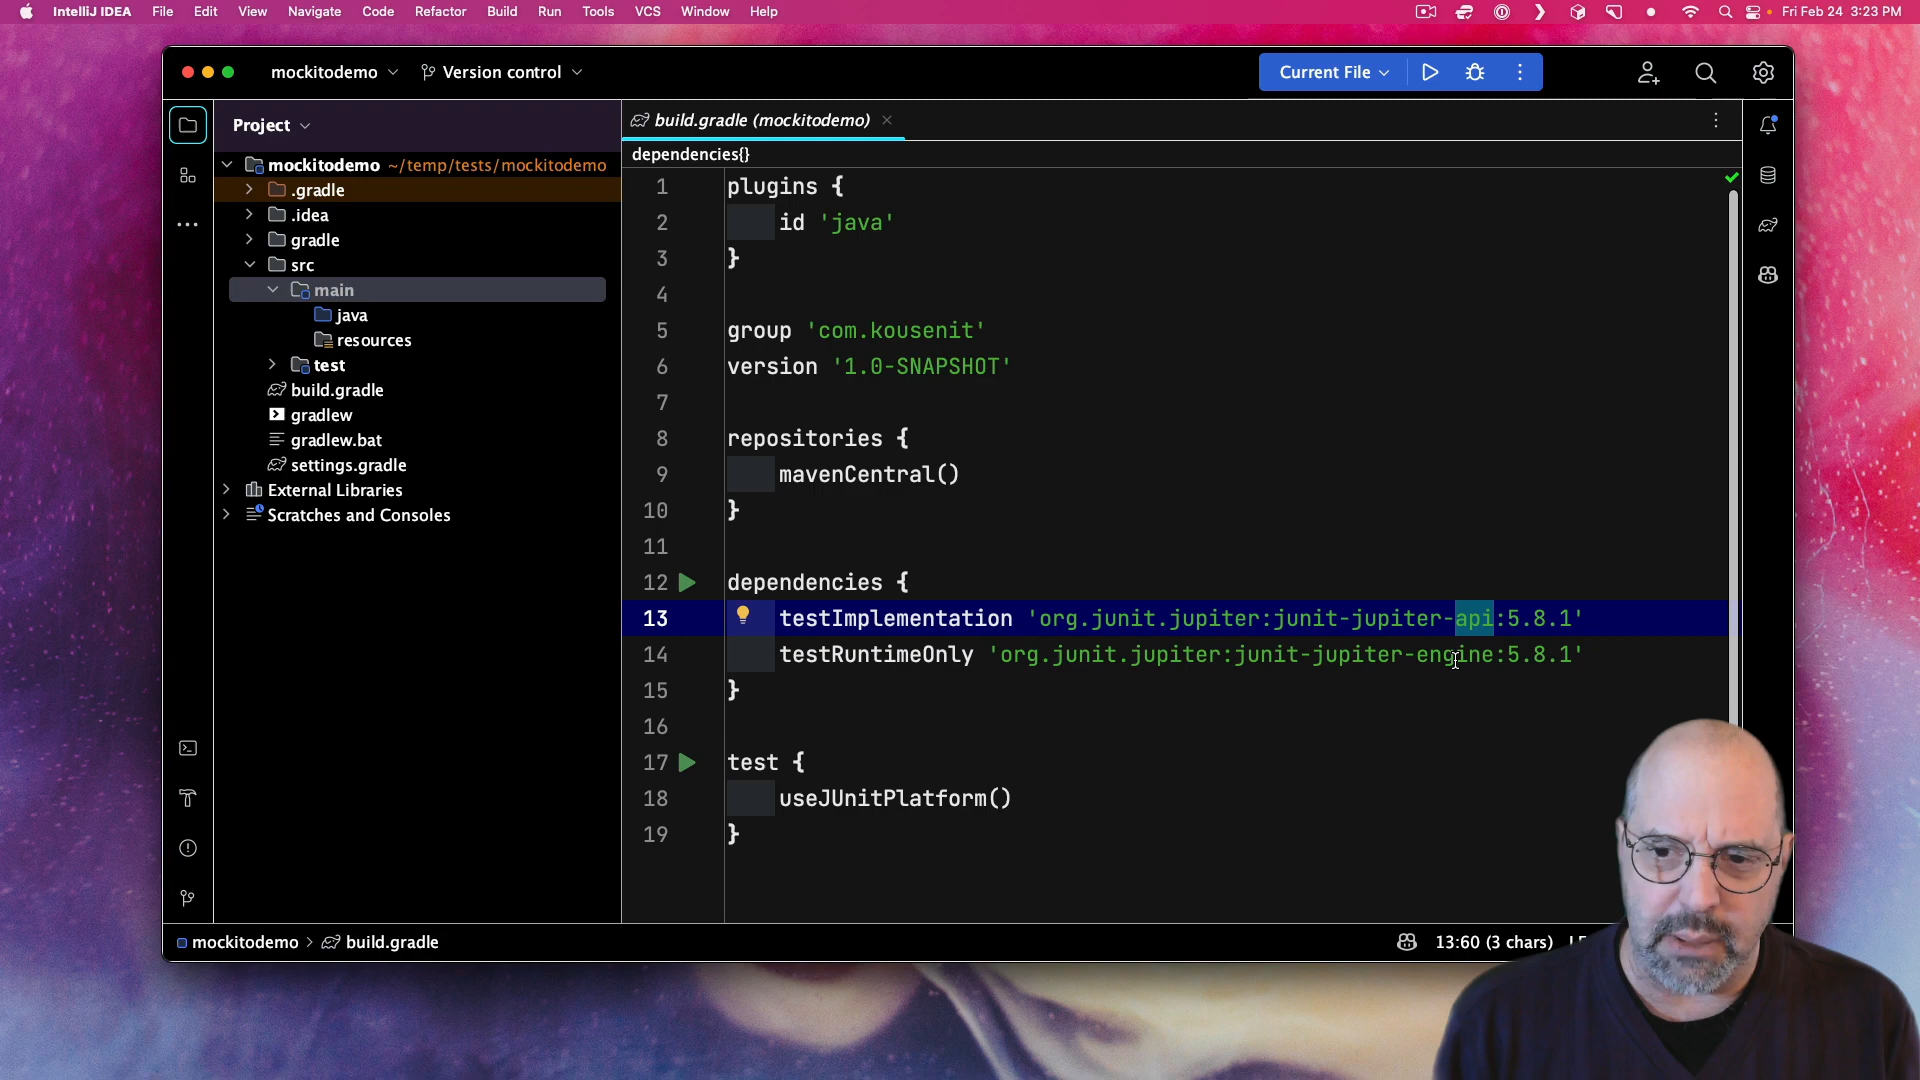 IntelliJ IDEA File Edit View Navigate Code Refactor Build Run Tools VCS Window Help Fri Feb 24 3:23 PM
mockitodemo Version control Current File
Project
build.gradle (mockitodemo)
dependencies{}
mockitodemo ~/temp/tests/mockitodemo
.gradle
.idea
gradle
src
main
java
resources
test
build.gradle
gradlew
gradlew.bat
settings.gradle
External Libraries
Scratches and Consoles
1 plugins {
2 id 'java'
3 }
4
5 group 'com.kousenit'
6 version '1.0-SNAPSHOT'
7
8 repositories {
9 mavenCentral()
10 }
11
12 dependencies {
13 testImplementation 'org.junit.jupiter:junit-jupiter-api:5.8.1'
14 testRuntimeOnly 'org.junit.jupiter:junit-jupiter-engine:5.8.1'
15 }
16
17 test {
18 useJUnitPlatform()
19 }
mockitodemo > build.gradle 13:60 (3 chars)